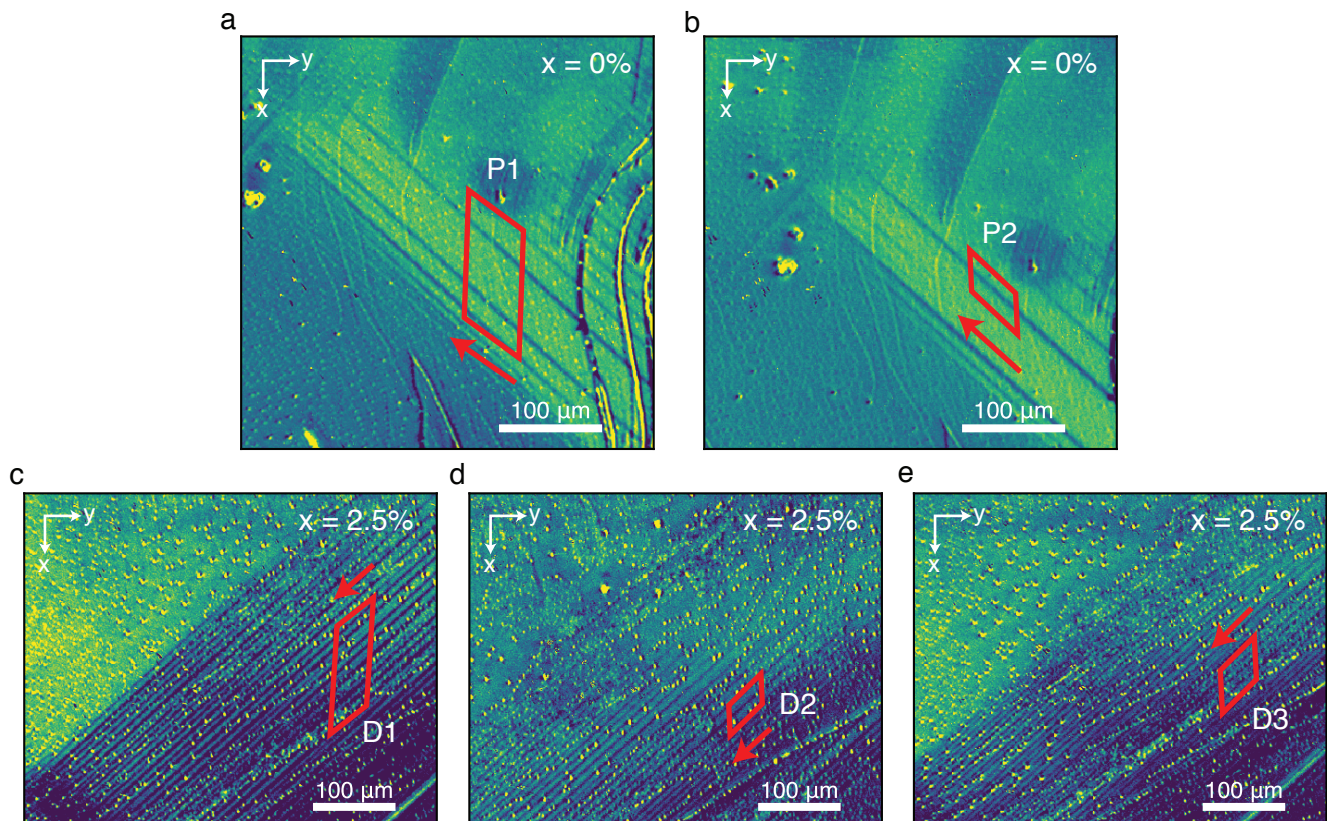 a
y
x
x = 0%
P1
100 µm
b
y
x
x = 0%
P2
100 µm
c
y
x
x = 2.5%
D1
100 µm
d
y
x
x = 2.5%
D2
100 µm
e
y
x
x = 2.5%
D3
100 µm